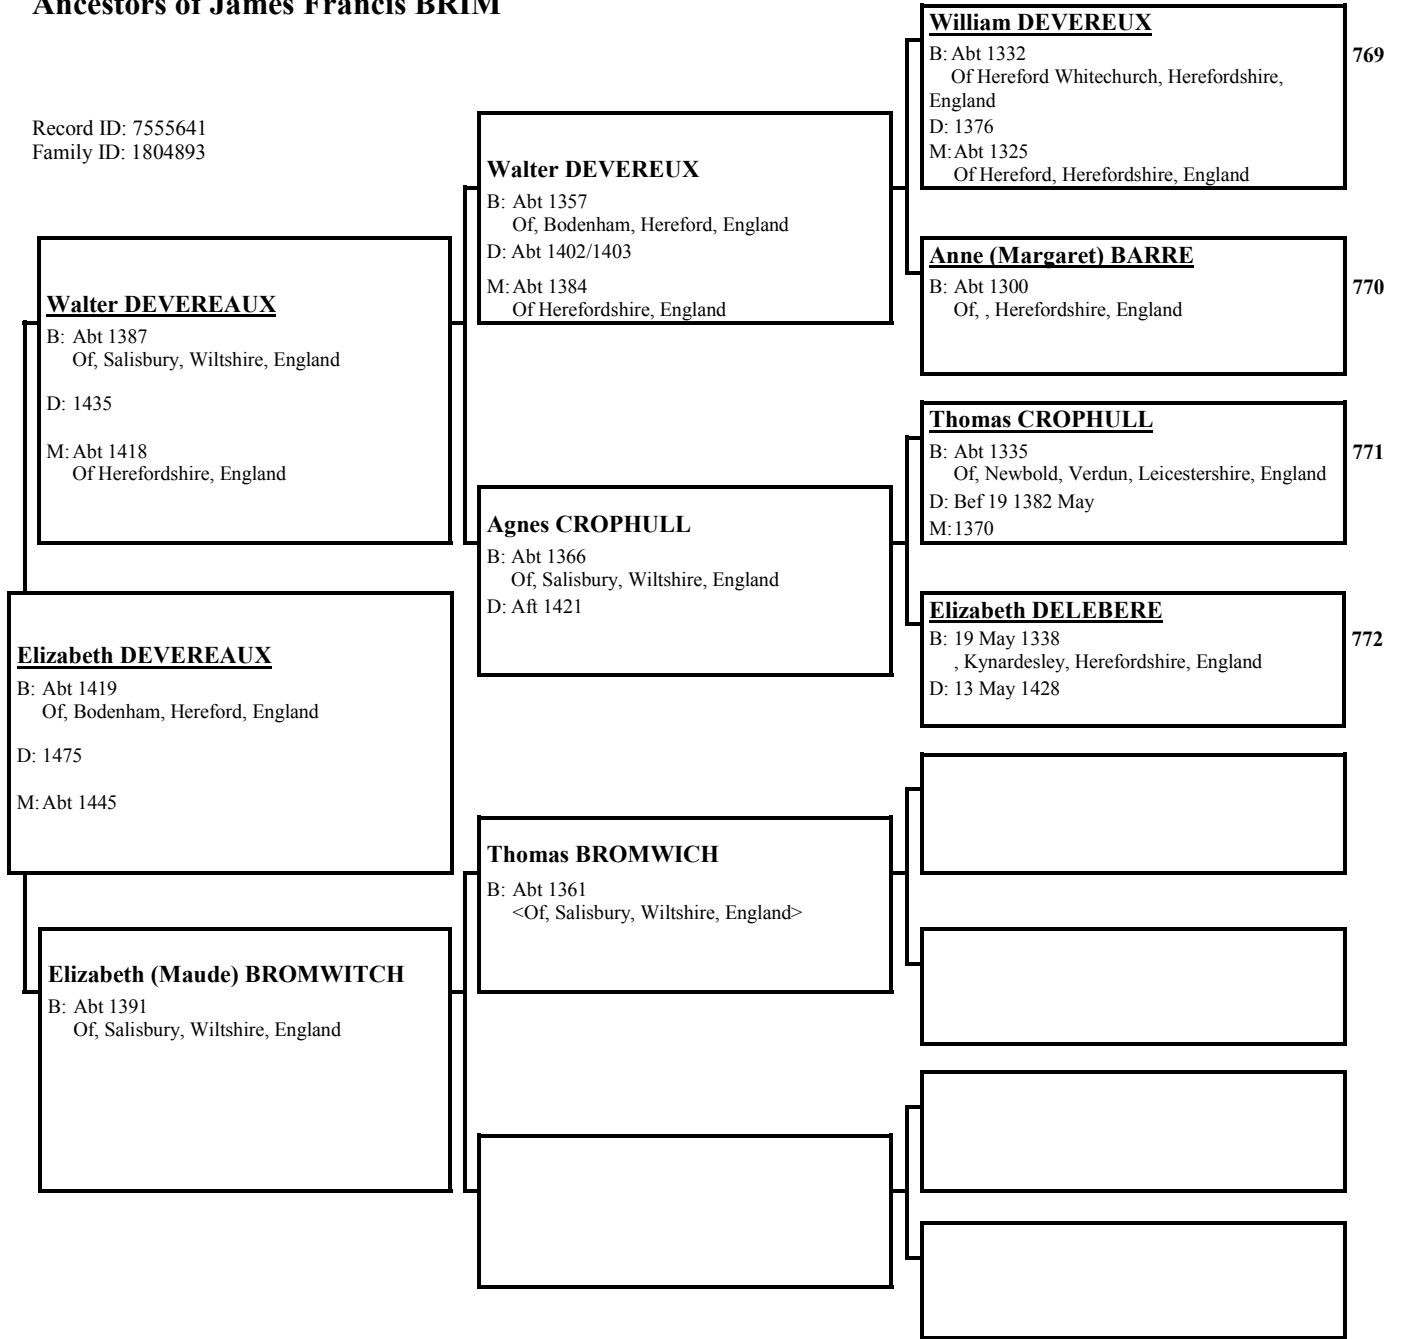 Ancestors of James Francis BRIM
Record ID: 7555641
Family ID: 1804893
William DEVEREUX
B: Abt 1332
Of Hereford Whitechurch, Herefordshire,
England
D: 1376
M: Abt 1325
Of Hereford, Herefordshire, England
769
Walter DEVEREUX
B: Abt 1357
Of, Bodenham, Hereford, England
D: Abt 1402/1403
M: Abt 1384
Of Herefordshire, England
Anne (Margaret) BARRE
B: Abt 1300
Of, , Herefordshire, England
770
Walter DEVEREAUX
B: Abt 1387
Of, Salisbury, Wiltshire, England
D: 1435
M: Abt 1418
Of Herefordshire, England
Thomas CROPHULL
B: Abt 1335
Of, Newbold, Verdun, Leicestershire, England
D: Bef 19 1382 May
M: 1370
771
Agnes CROPHULL
B: Abt 1366
Of, Salisbury, Wiltshire, England
D: Aft 1421
Elizabeth DELEBERE
B: 19 May 1338
, Kynardesley, Herefordshire, England
D: 13 May 1428
772
Elizabeth DEVEREAUX
B: Abt 1419
Of, Bodenham, Hereford, England
D: 1475
M: Abt 1445
Thomas BROMWICH
B: Abt 1361
<Of, Salisbury, Wiltshire, England>
Elizabeth (Maude) BROMWITCH
B: Abt 1391
Of, Salisbury, Wiltshire, England